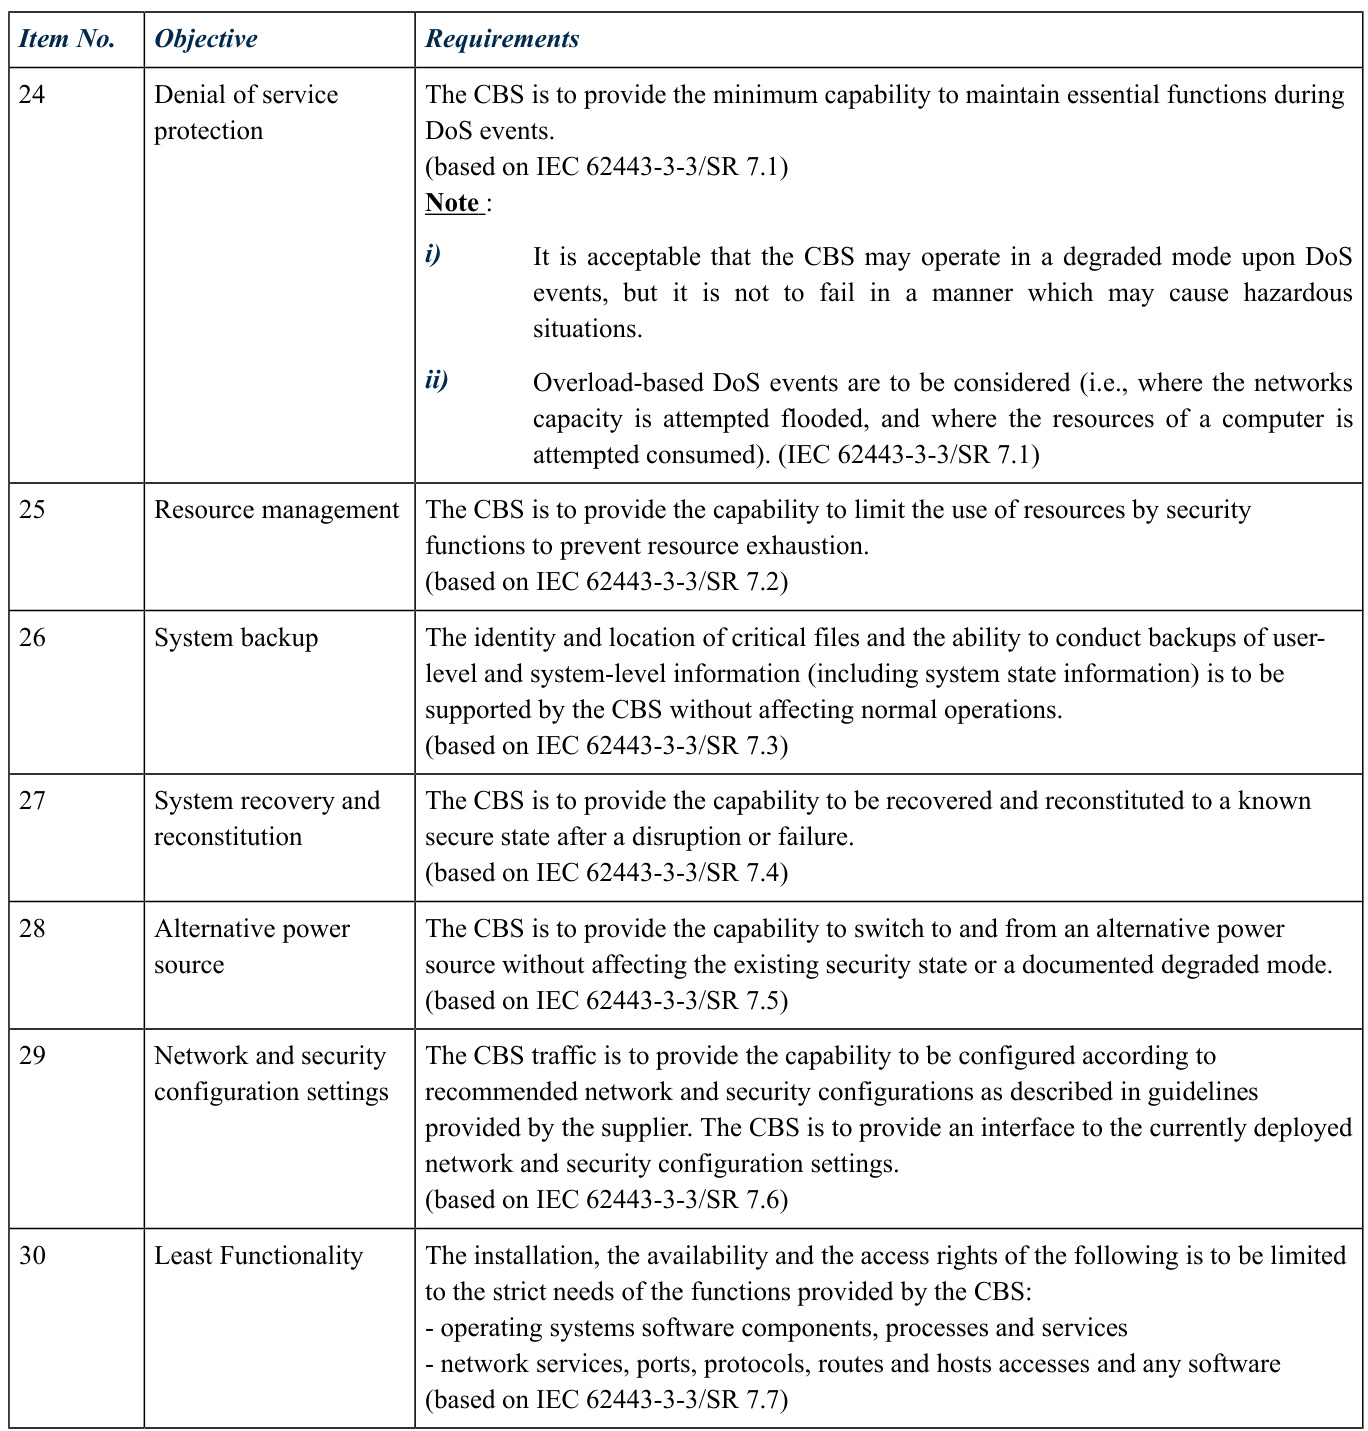 Item No. Objective Requirements
24 Denial of service protection
The CBS is to provide the minimum capability to maintain essential functions during
DoS events.
(based on IEC 62443-3-3/SR 7.1)
Note :
i) It is acceptable that the CBS may operate in a degraded mode upon DoS
events, but it is not to fail in a manner which may cause hazardous
situations.
ii) Overload-based DoS events are to be considered (i.e., where the networks
capacity is attempted flooded, and where the resources of a computer is
attempted consumed). (IEC 62443-3-3/SR 7.1)
25 Resource management
The CBS is to provide the capability to limit the use of resources by security
functions to prevent resource exhaustion.
(based on IEC 62443-3-3/SR 7.2)
26 System backup
The identity and location of critical files and the ability to conduct backups of user-
level and system-level information (including system state information) is to be
supported by the CBS without affecting normal operations.
(based on IEC 62443-3-3/SR 7.3)
27 System recovery and reconstitution
The CBS is to provide the capability to be recovered and reconstituted to a known
secure state after a disruption or failure.
(based on IEC 62443-3-3/SR 7.4)
28 Alternative power source
The CBS is to provide the capability to switch to and from an alternative power
source without affecting the existing security state or a documented degraded mode.
(based on IEC 62443-3-3/SR 7.5)
29 Network and security configuration settings
The CBS traffic is to provide the capability to be configured according to
recommended network and security configurations as described in guidelines
provided by the supplier. The CBS is to provide an interface to the currently deployed
network and security configuration settings.
(based on IEC 62443-3-3/SR 7.6)
30 Least Functionality
The installation, the availability and the access rights of the following is to be limited
to the strict needs of the functions provided by the CBS:
- operating systems software components, processes and services
- network services, ports, protocols, routes and hosts accesses and any software
(based on IEC 62443-3-3/SR 7.7)